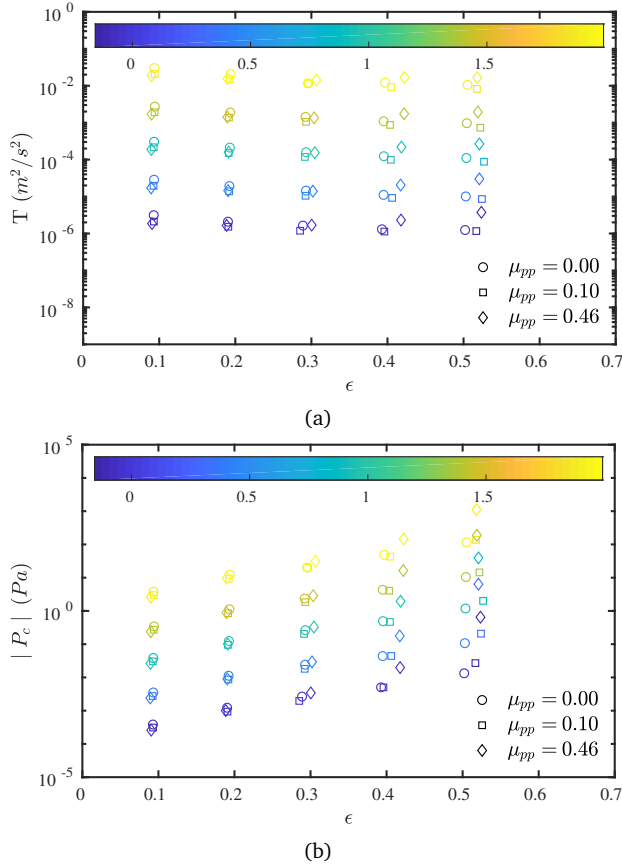 10^0
0 0.5 1 1.5
10^-2
10^-4
10^-6
10^-8
T (m^2/s^2)
○ μ_pp = 0.00
□ μ_pp = 0.10
◇ μ_pp = 0.46
0 0.1 0.2 0.3 0.4 0.5 0.6 0.7
ϵ
(a)
10^5
0 0.5 1 1.5
10^0
10^-5
| P_c | (Pa)
○ μ_pp = 0.00
□ μ_pp = 0.10
◇ μ_pp = 0.46
0 0.1 0.2 0.3 0.4 0.5 0.6 0.7
ϵ
(b)